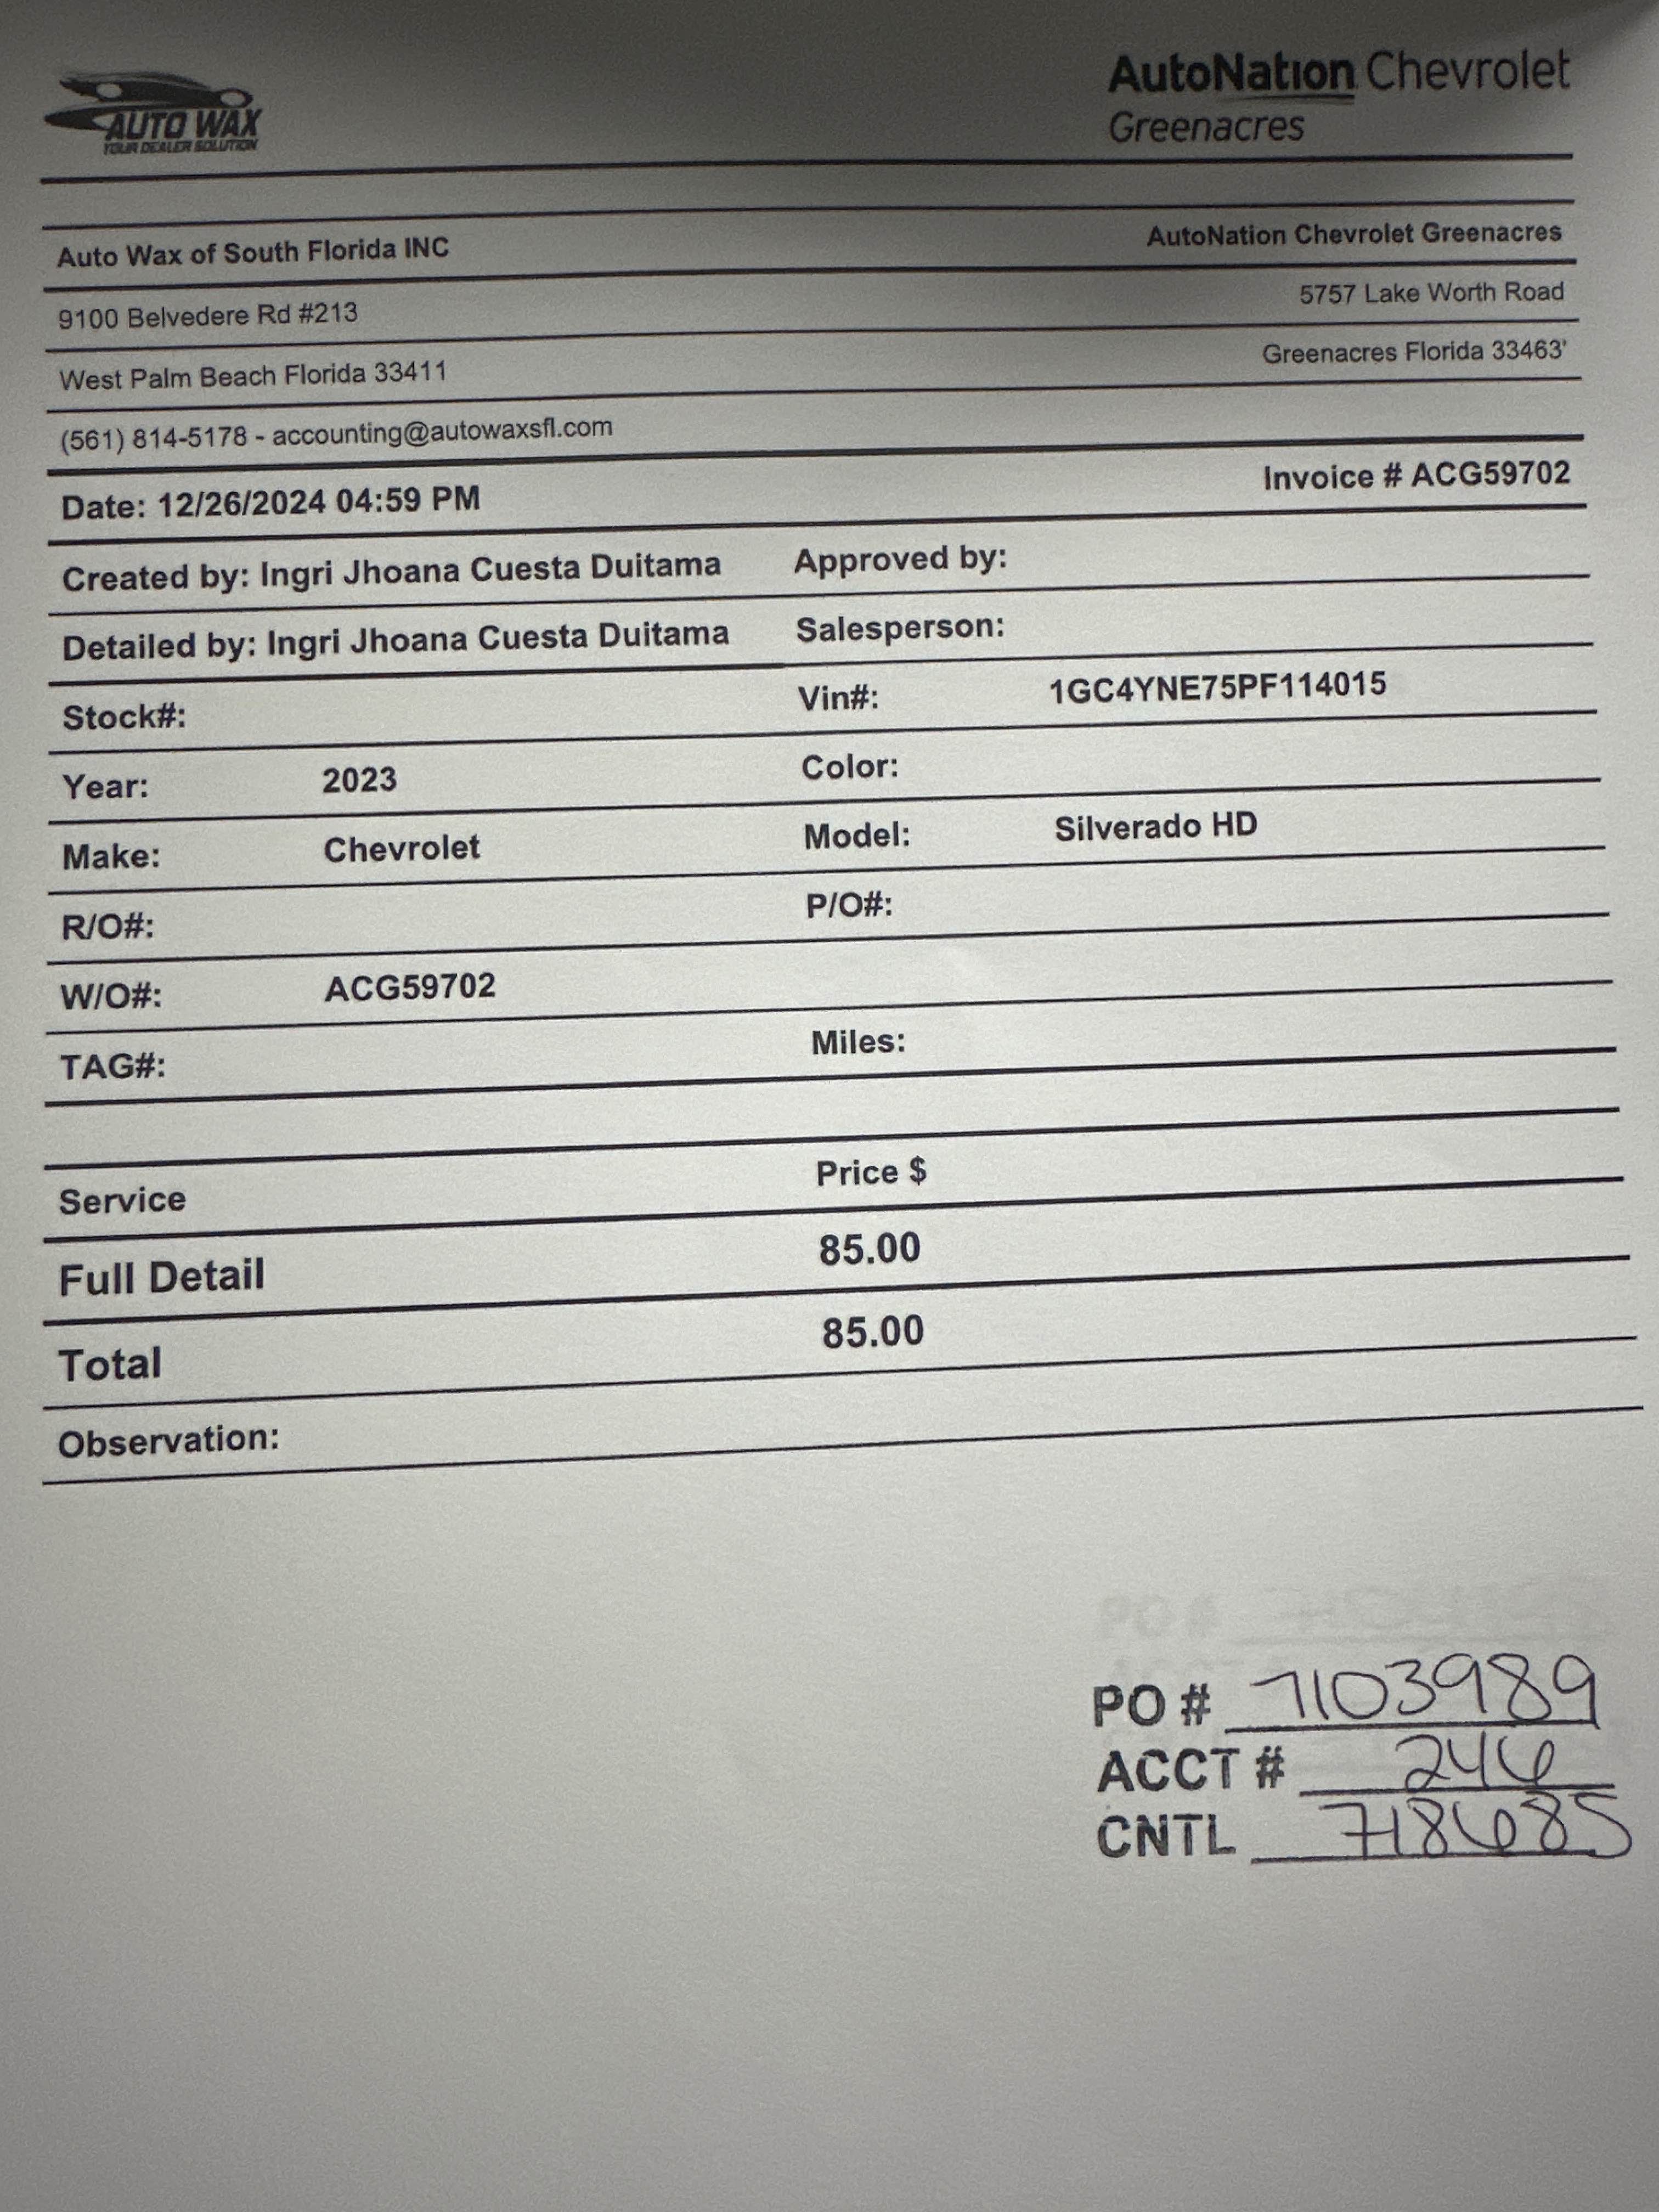 AUTO WAX
YOUR DEALER SOLUTION
AutoNation Chevrolet
Greenacres
Auto Wax of South Florida INC AutoNation Chevrolet Greenacres
9100 Belvedere Rd #213 5757 Lake Worth Road
West Palm Beach Florida 33411 Greenacres Florida 33463'
(561) 814-5178 - accounting@autowaxsfl.com
Date: 12/26/2024 04:59 PM Invoice # ACG59702
Created by: Ingri Jhoana Cuesta Duitama Approved by:
Detailed by: Ingri Jhoana Cuesta Duitama Salesperson:
Stock#: Vin#: 1GC4YNE75PF114015
Year: 2023 Color:
Make: Chevrolet Model: Silverado HD
R/O#: P/O#:
W/O#: ACG59702
TAG#: Miles:
Service Price $
Full Detail 85.00
Total 85.00
Observation:
PO #
PO # 7103989
ACCT # 246
CNTL 718685